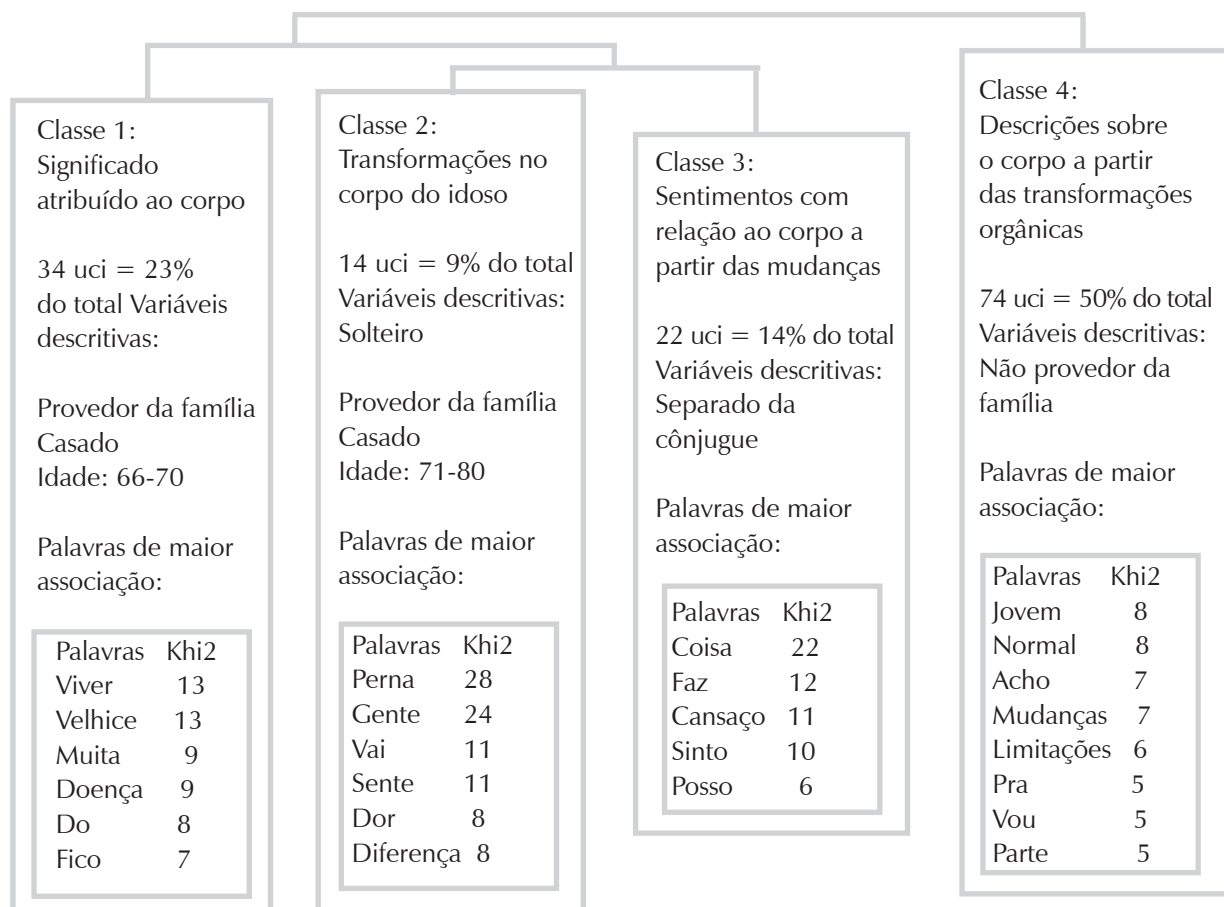 Classe 1:
Significado
atribuído ao corpo
34 uci = 23%
do total Variáveis
descritivas:
Provedor da família
Casado
Idade: 66-70
Palavras de maior
associação:
Palavras Khi2
Viver 13
Velhice 13
Muita 9
Doença 9
Do 8
Fico 7
Classe 2:
Transformações no
corpo do idoso
14 uci = 9% do total
Variáveis descritivas:
Solteiro
Provedor da família
Casado
Idade: 71-80
Palavras de maior
associação:
Palavras Khi2
Perna 28
Gente 24
Vai 11
Sente 11
Dor 8
Diferença 8
Classe 3:
Sentimentos com
relação ao corpo a
partir das mudanças
22 uci = 14% do total
Variáveis descritivas:
Separado da
cônjugue
Palavras de maior
associação:
Palavras Khi2
Coisa 22
Faz 12
Cansaço 11
Sinto 10
Posso 6
Classe 4:
Descrições sobre
o corpo a partir
das transformações
orgânicas
74 uci = 50% do total
Variáveis descritivas:
Não provedor da
família
Palavras de maior
associação:
Palavras Khi2
Jovem 8
Normal 8
Acho 7
Mudanças 7
Limitações 6
Pra 5
Vou 5
Parte 5